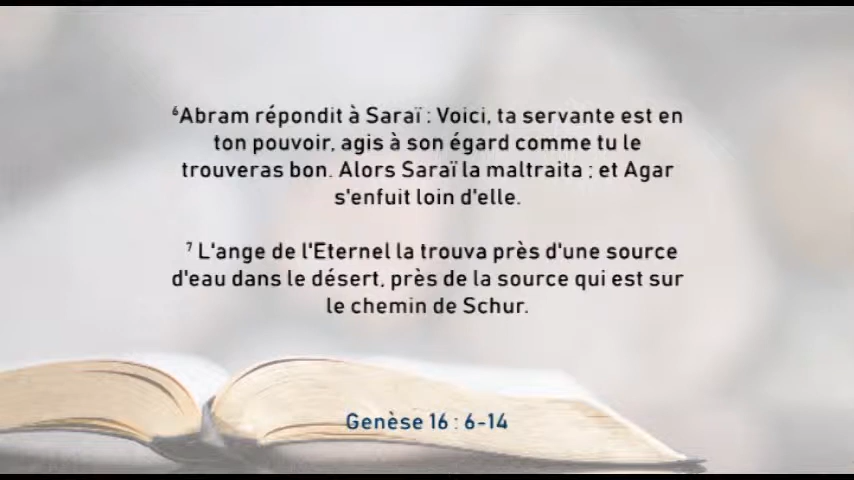 ⁶Abram répondit à Saraï : Voici, ta servante est en
ton pouvoir, agis à son égard comme tu le
trouveras bon. Alors Saraï la maltraita ; et Agar
s'enfuit loin d'elle.
⁷ L'ange de l'Eternel la trouva près d'une source
d'eau dans le désert, près de la source qui est sur
le chemin de Schur.
Genèse 16 : 6-14